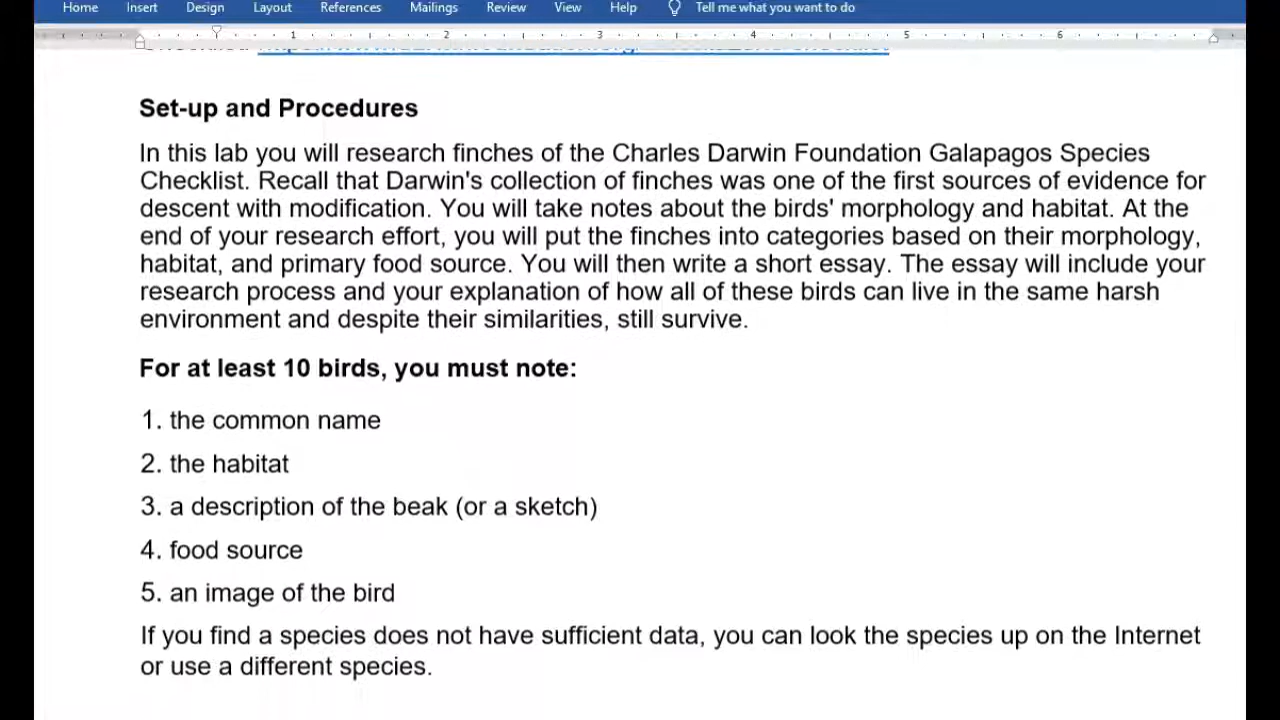 Home Insert Design Layout References Mailings Review View Help Tell me what you want to do
1 2 3 4 5 6
Set-up and Procedures
In this lab you will research finches of the Charles Darwin Foundation Galapagos Species
Checklist. Recall that Darwin's collection of finches was one of the first sources of evidence for
descent with modification. You will take notes about the birds' morphology and habitat. At the
end of your research effort, you will put the finches into categories based on their morphology,
habitat, and primary food source. You will then write a short essay. The essay will include your
research process and your explanation of how all of these birds can live in the same harsh
environment and despite their similarities, still survive.
For at least 10 birds, you must note:
1. the common name
2. the habitat
3. a description of the beak (or a sketch)
4. food source
5. an image of the bird
If you find a species does not have sufficient data, you can look the species up on the Internet
or use a different species.